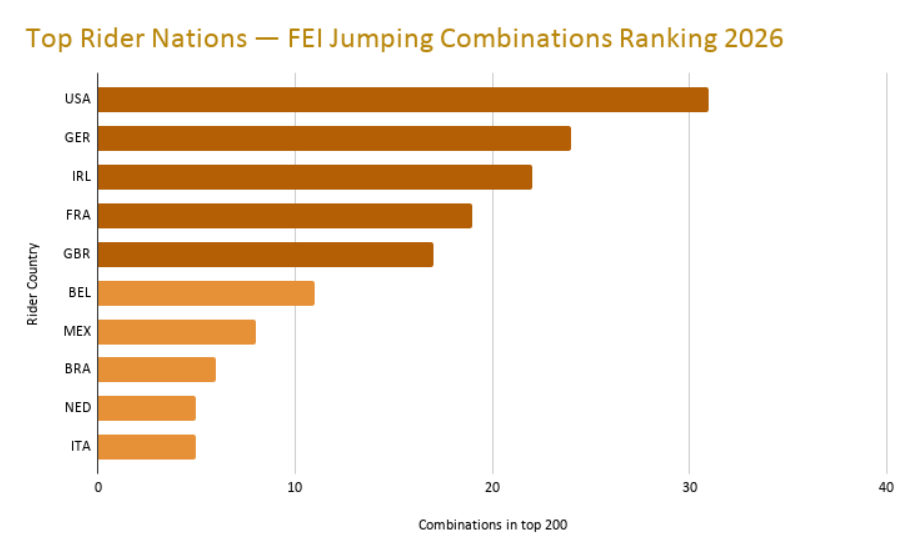 Top Rider Nations — FEI Jumping Combinations Ranking 2026
Rider Country
USA
GER
IRL
FRA
GBR
BEL
MEX
BRA
NED
ITA
0 10 20 30 40
Combinations in top 200